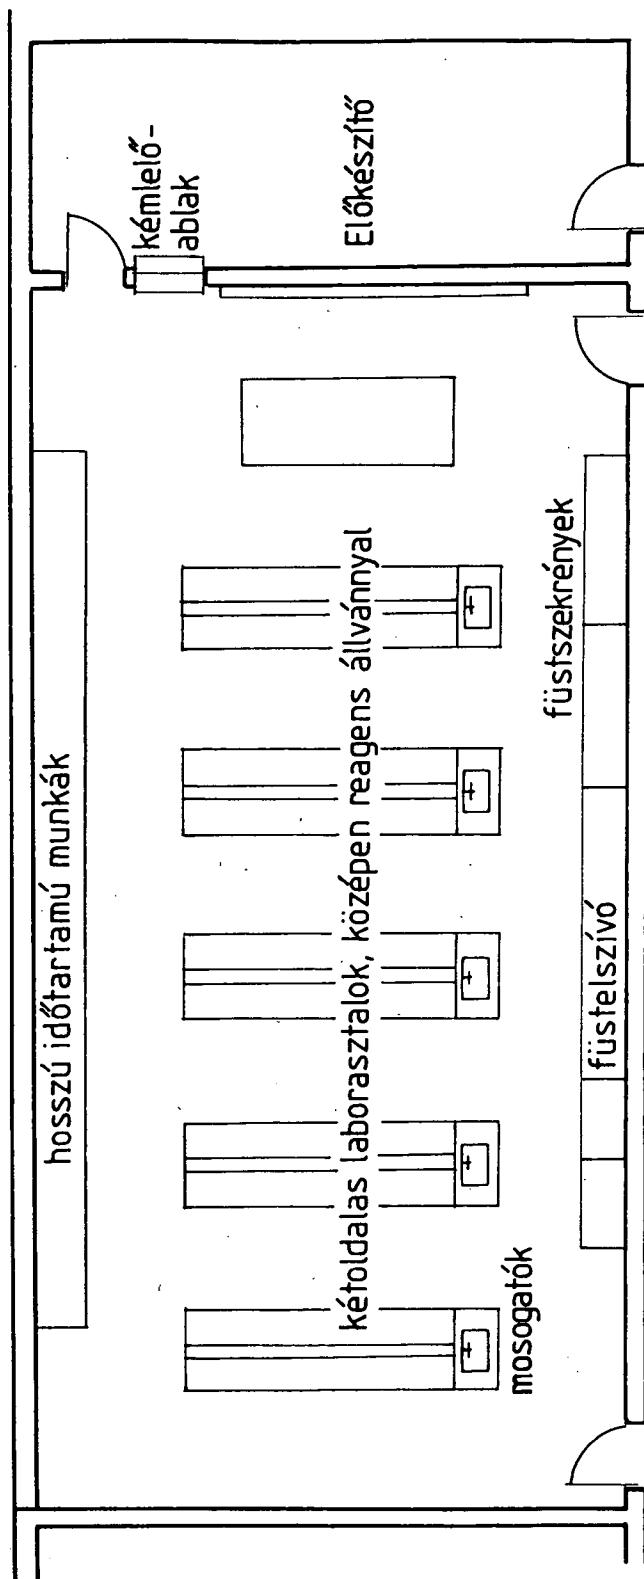 kémlelő-
ablak
Előkészítő
hosszú időtartamú munkák
kétoldalas laborasztalok, középen reagens állvánnyal
füstszekrények
füstelszívó
mosogatók